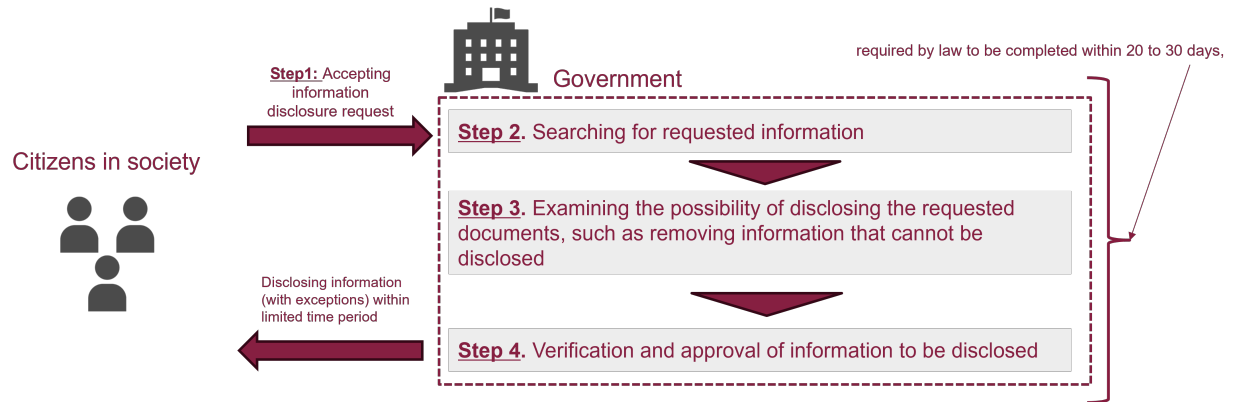 required by law to be completed within 20 to 30 days,
Step1: Accepting
information
disclosure request
Government
Step 2. Searching for requested information
Citizens in society
Step 3. Examining the possibility of disclosing the requested
documents, such as removing information that cannot be
disclosed
Disclosing information
(with exceptions) within
limited time period
Step 4. Verification and approval of information to be disclosed